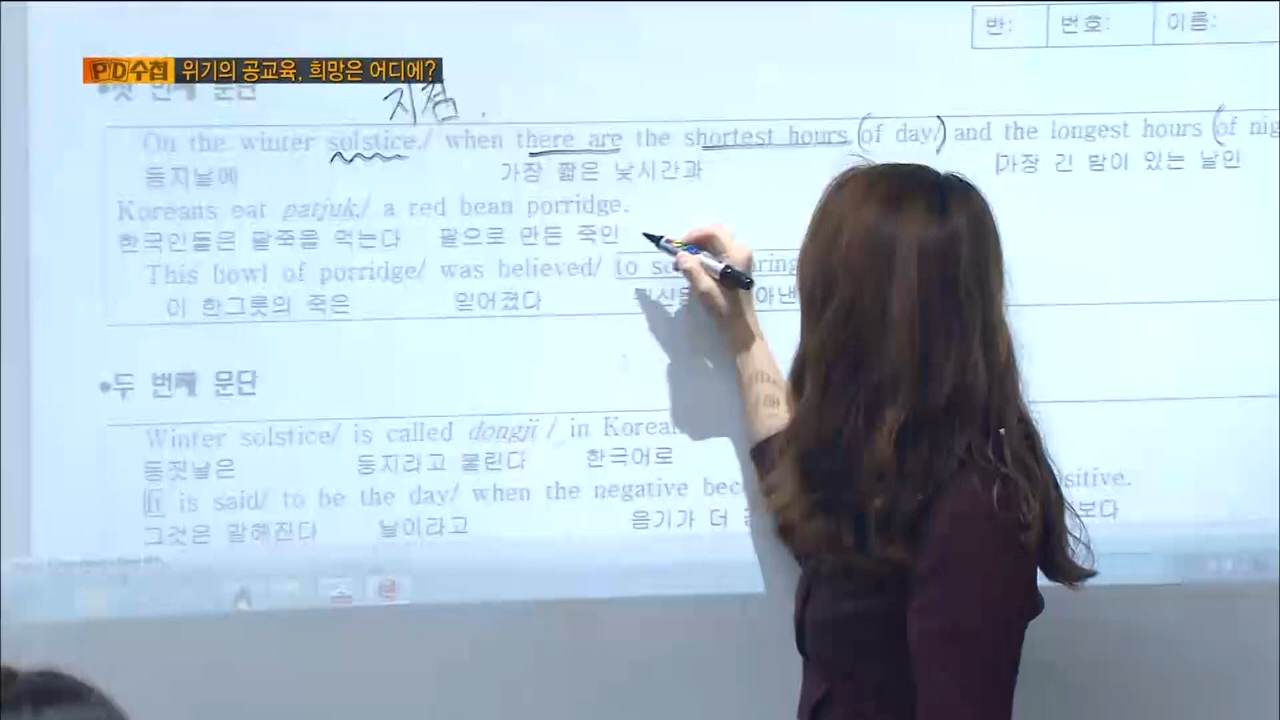 PD수첩 위기의 공교육, 희망은 어디에?
반: 번호: 이름:
번째 문단
지점.
On the winter solstice/ when there are the shortest hours (of day/) and the longest hours (of
동지날에 가장 짧은 낮시간과 가장 긴 밤이 있는 날인
Koreans eat patjuk/ a red bean porridge.
한국인들은 팥죽을 먹는다 팥으로 만든 죽인
This bowl of porridge/ was believed/ to
이 한그릇의 죽은 믿어졌다
•두 번째 문단
Winter solstice/ is called dongji / in Korean
동짓날은 동지라고 불린다 한국어로
It is said/ to be the day/ when the negative
그것은 말해진다 날이라고 음기가 더